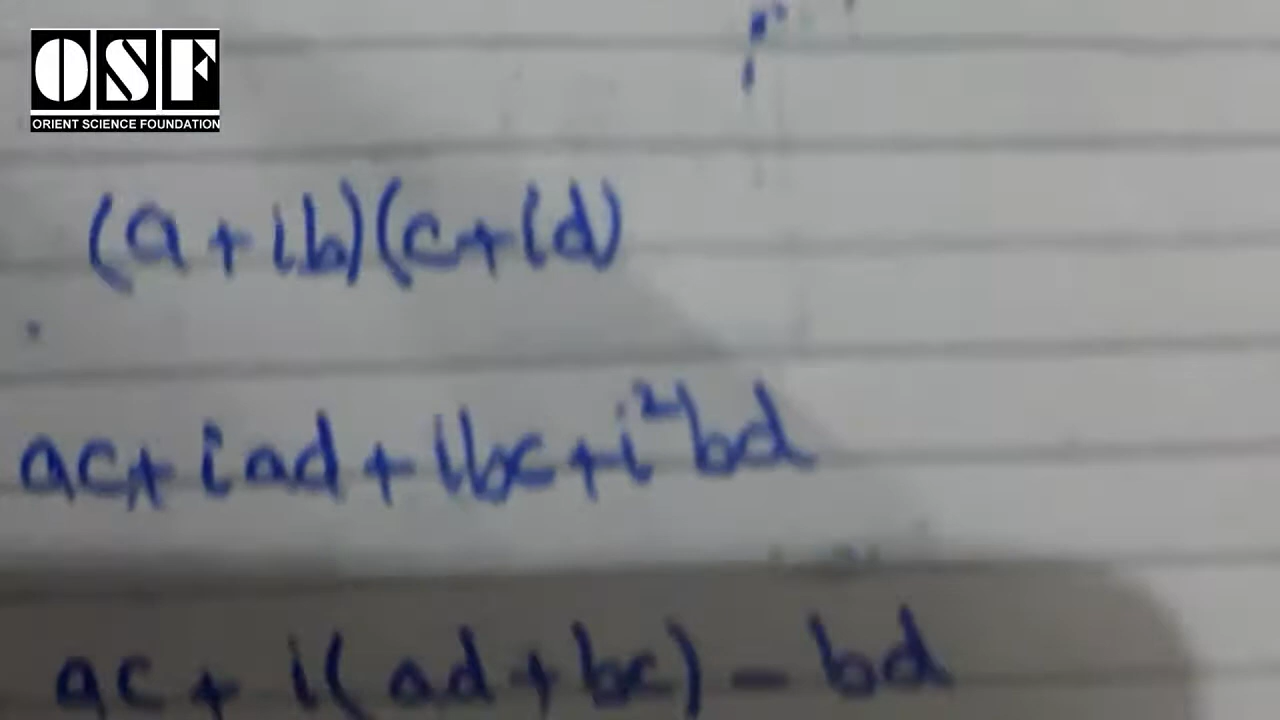 OSF
ORIENT SCIENCE FOUNDATION
(a+ib)(c+id)
ac+iad+ibc+i²bd
ac+i(ad+bc)-bd